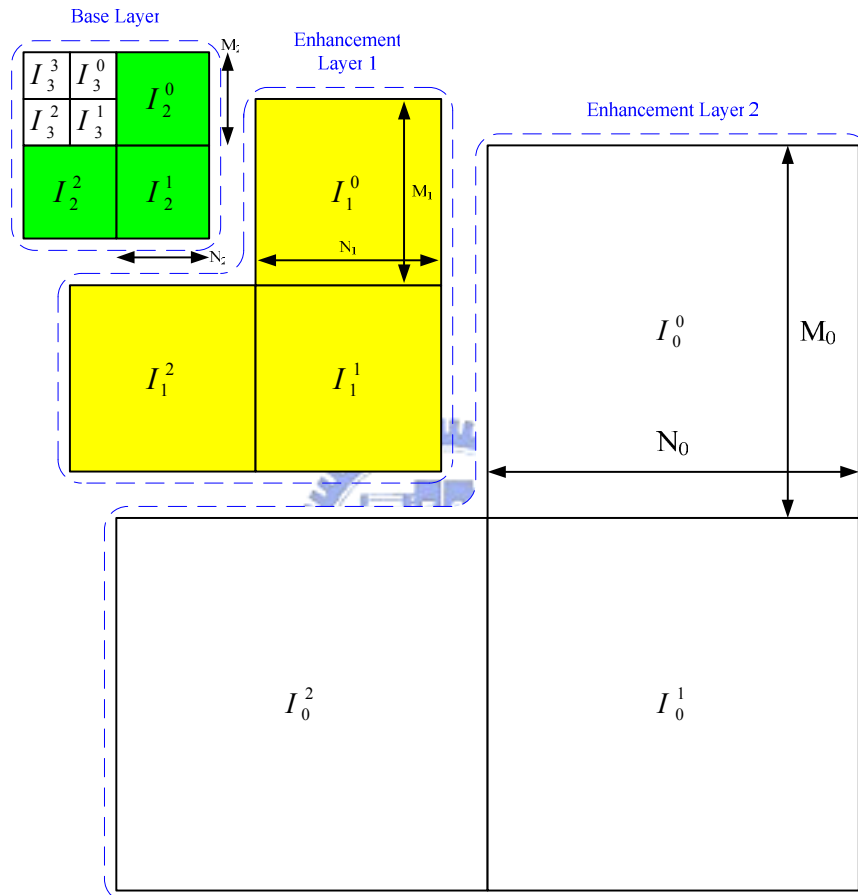 Base Layer
Enhancement
Layer 1
Enhancement Layer 2
M₂
I₃³ I₃⁰ I₂⁰
I₃² I₃¹
I₂² I₂¹
N₂
I₁⁰ M₁
N₁
I₁² I₁¹
I₀⁰ M₀
N₀
I₀² I₀¹